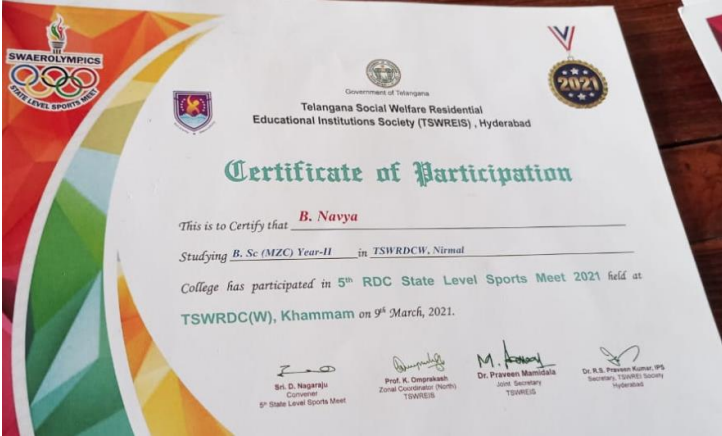 SWAEROLYMPICS
STATE LEVEL SPORTS MEET
2021
Government of Telangana
Telangana Social Welfare Residential
Educational Institutions Society (TSWREIS) , Hyderabad
Certificate of Participation
This is to Certify that B. Navya
Studying B. Sc (MZC) Year-II in TSWRDCW, Nirmal
College has participated in 5th RDC State Level Sports Meet 2021 held at
TSWRDC(W), Khammam on 9th March, 2021.
Sri. D. Nagaraju
Convener
5th State Level Sports Meet
Prof. K. Omprakash
Zonal Coordinator (North)
TSWREIS
Dr. Praveen Mamidala
Joint Secretary
TSWREIS
Dr. R.S. Praveen Kumar, IPS
Secretary, TSWREI Society
Hyderabad